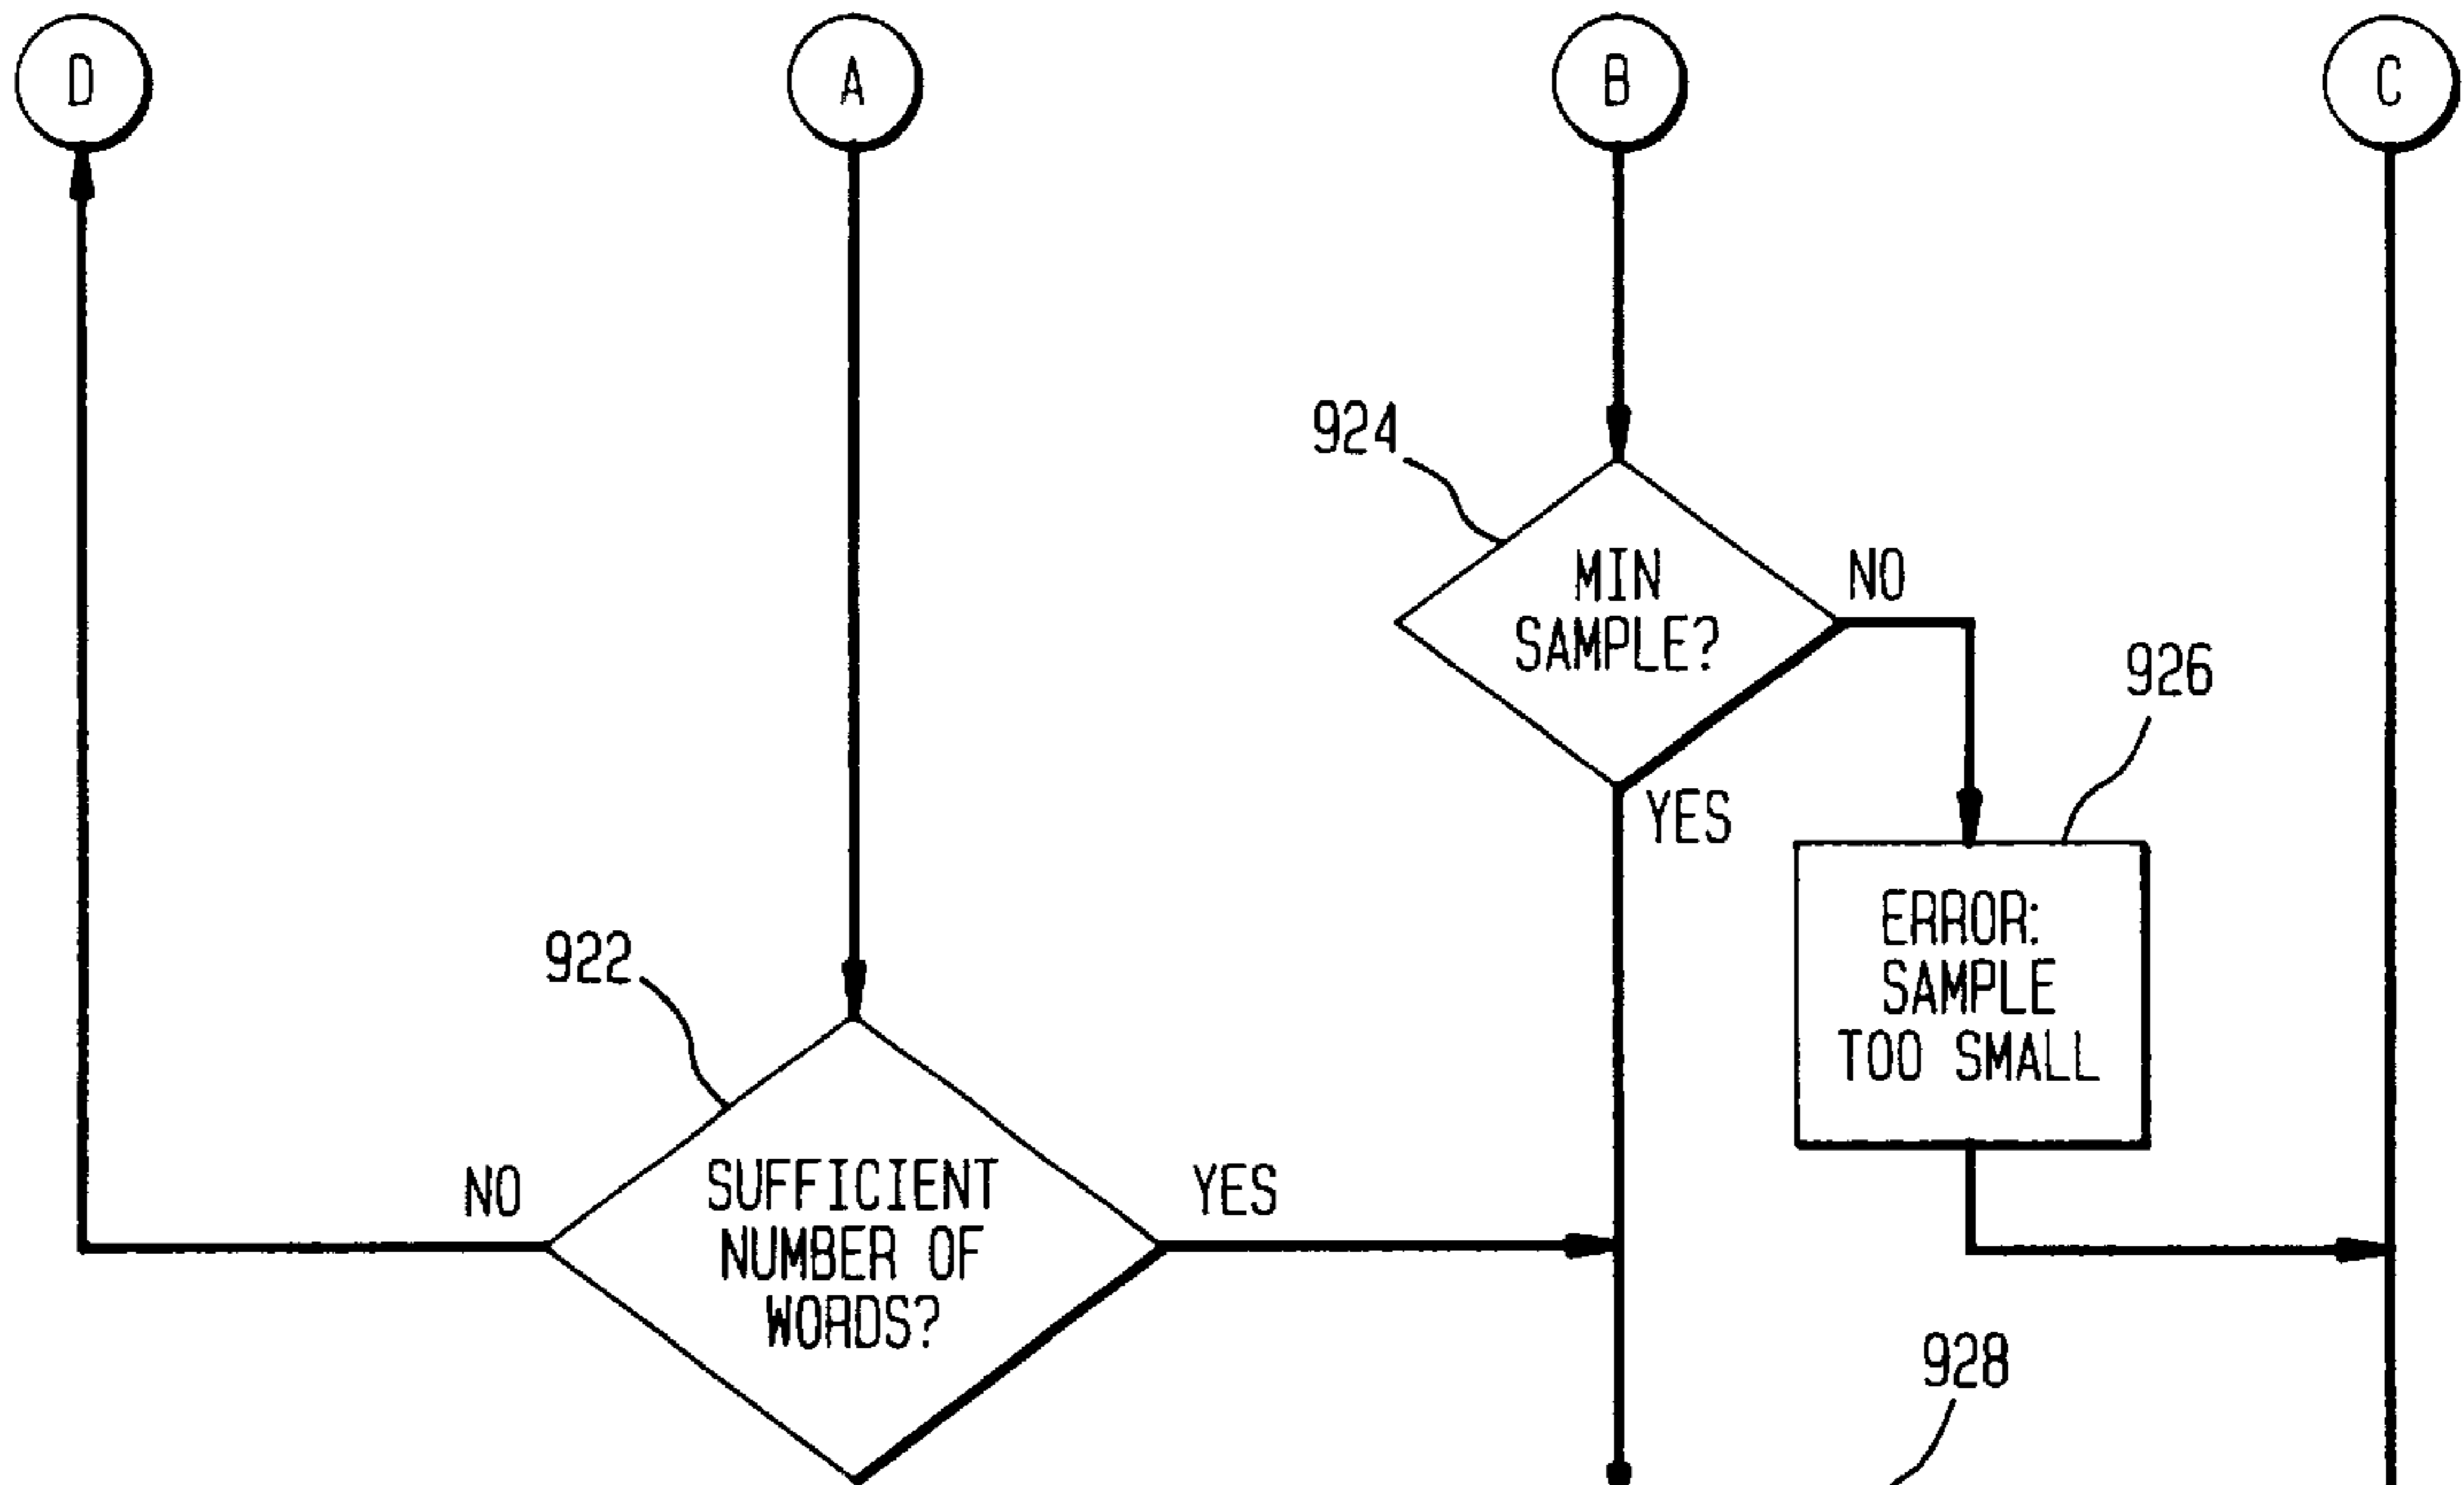 D
A
B
C
924
MIN
SAMPLE?
NO
926
YES
ERROR:
SAMPLE
TOO SMALL
922
NO
SUFFICIENT
NUMBER OF
WORDS?
YES
928